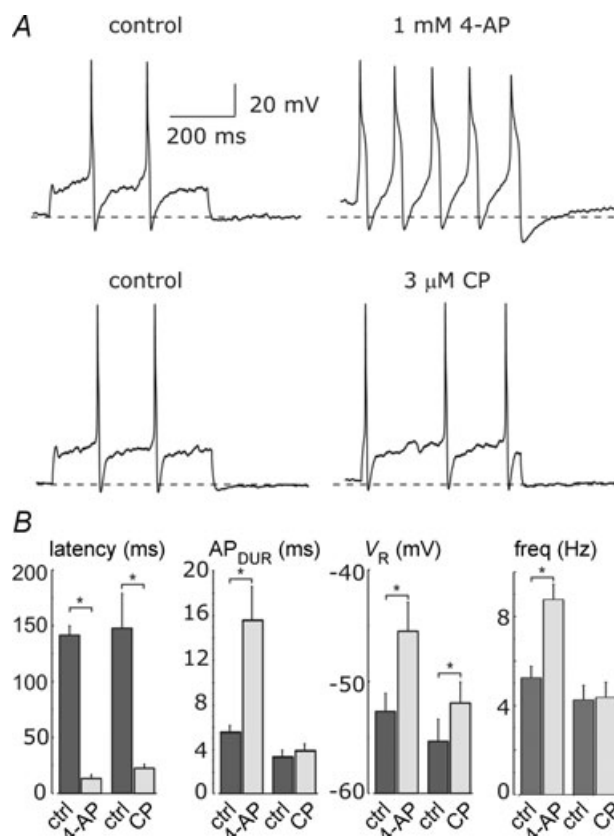 A
control
1 mM 4-AP
20 mV
200 ms
control
3 μM CP
B
latency (ms)
AP_DUR (ms)
V_R (mV)
freq (Hz)
200
150
100
50
0
*
*
ctrl
4-AP
ctrl
CP
20
16
12
8
4
0
*
ctrl
4-AP
ctrl
CP
-40
-50
-60
*
*
ctrl
4-AP
ctrl
CP
8
4
0
*
ctrl
4-AP
ctrl
CP